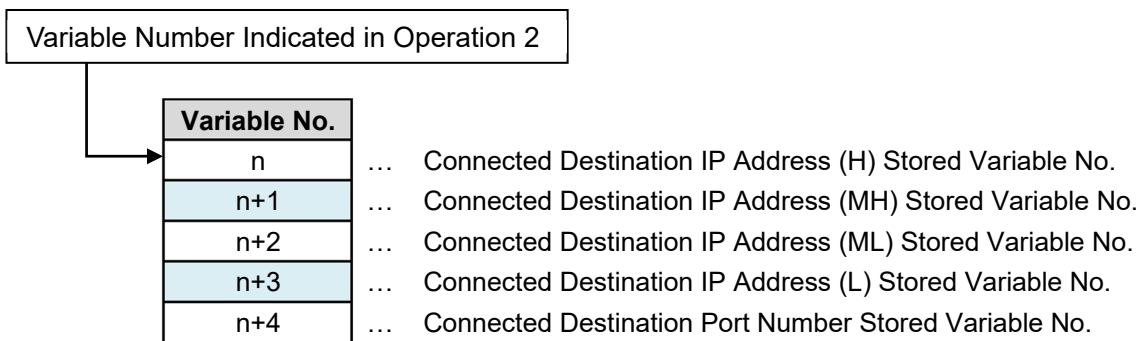 Variable Number Indicated in Operation 2
Variable No.
n … Connected Destination IP Address (H) Stored Variable No.
n+1 … Connected Destination IP Address (MH) Stored Variable No.
n+2 … Connected Destination IP Address (ML) Stored Variable No.
n+3 … Connected Destination IP Address (L) Stored Variable No.
n+4 … Connected Destination Port Number Stored Variable No.